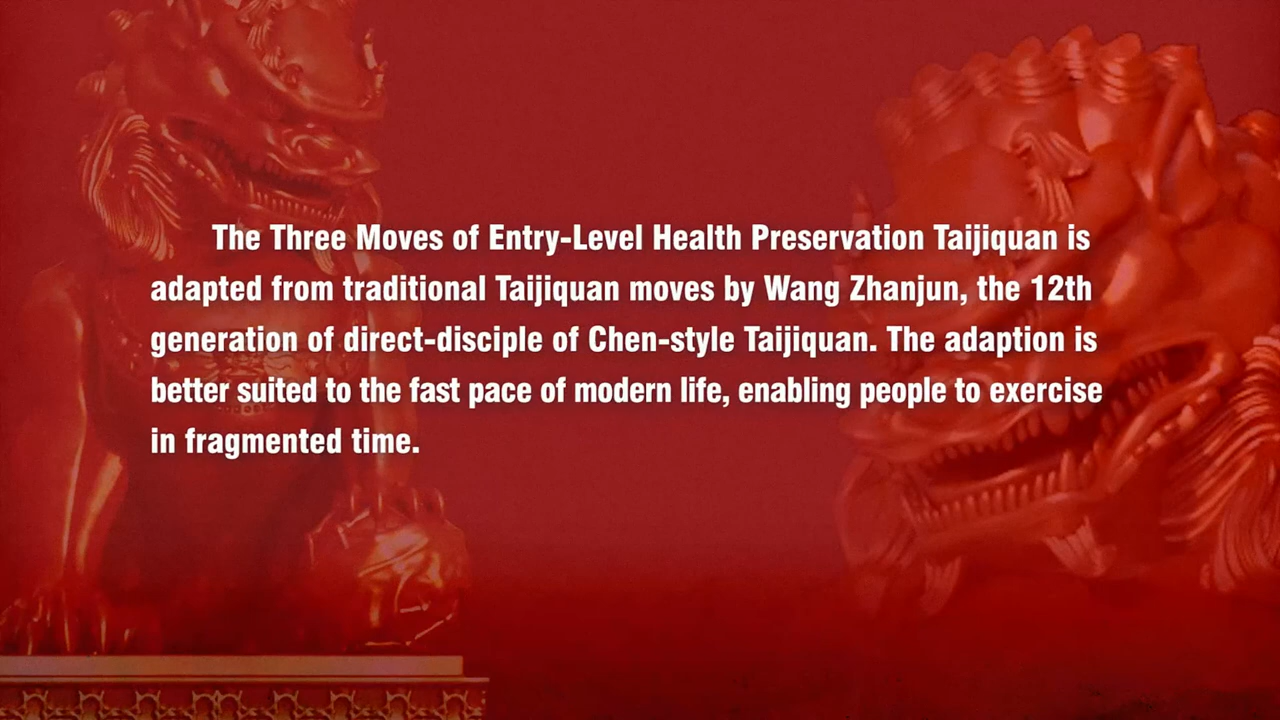 The Three Moves of Entry-Level Health Preservation Taijiquan is
adapted from traditional Taijiquan moves by Wang Zhanjun, the 12th
generation of direct-disciple of Chen-style Taijiquan. The adaption is
better suited to the fast pace of modern life, enabling people to exercise
in fragmented time.